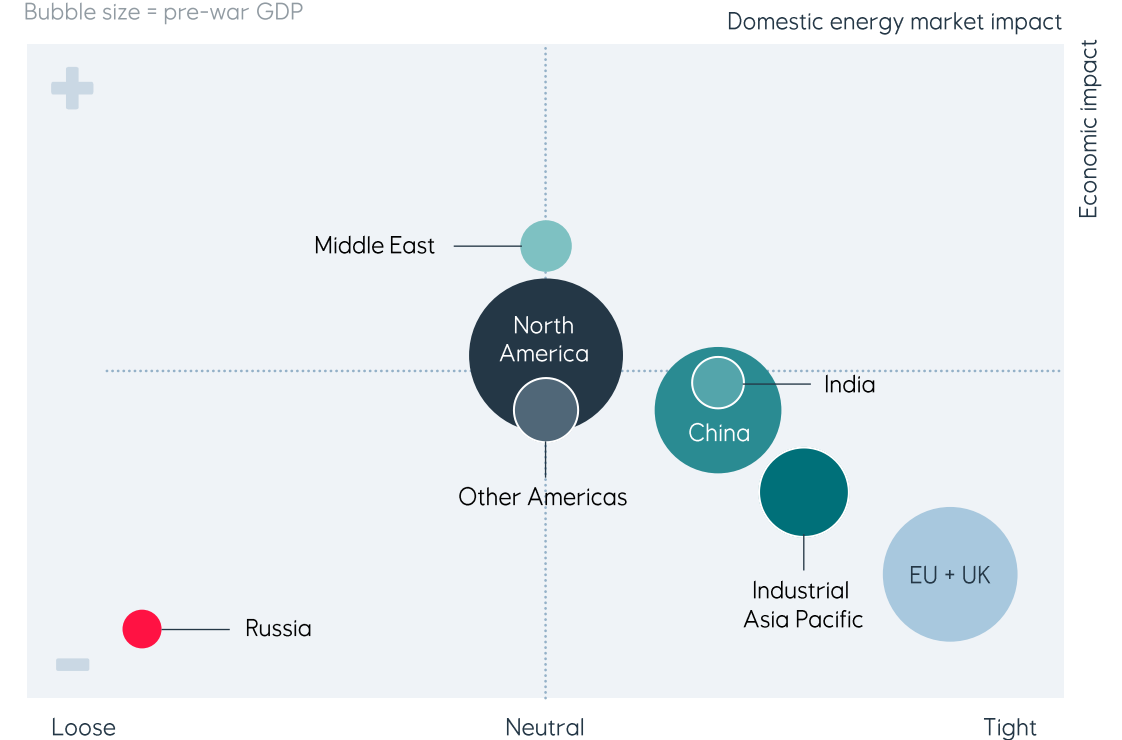 Bubble size = pre-war GDP
Domestic energy market impact
Economic impact
Middle East
North
America
India
China
Other Americas
EU + UK
Industrial
Asia Pacific
Russia
Loose
Neutral
Tight